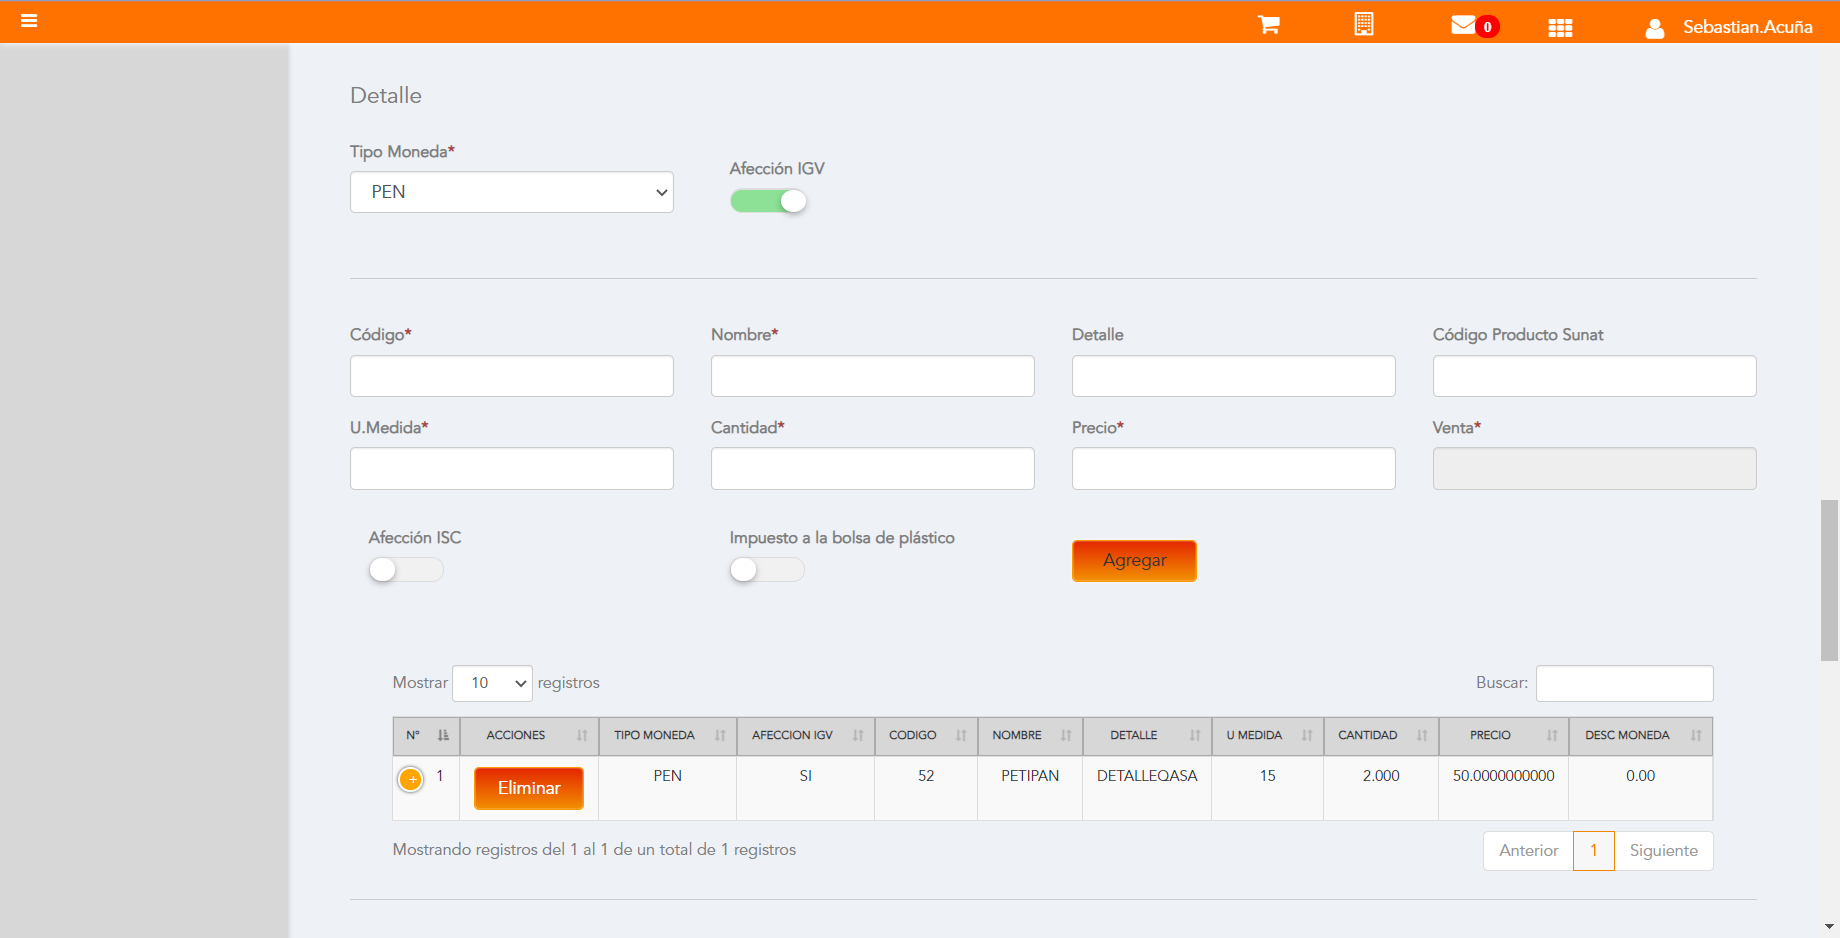 0 Sebastian.Acuña
Detalle
Tipo Moneda*
Afección IGV
PEN
Código* Nombre* Detalle Código Producto Sunat
U.Medida* Cantidad* Precio* Venta*
Afección ISC Impuesto a la bolsa de plástico
Agregar
Mostrar 10 registros Buscar:
Nº ACCIONES TIPO MONEDA AFECCION IGV CODIGO NOMBRE DETALLE U MEDIDA CANTIDAD PRECIO DESC MONEDA
+ 1 Eliminar PEN SI 52 PETIPAN DETALLEQASA 15 2.000 50.0000000000 0.00
Mostrando registros del 1 al 1 de un total de 1 registros Anterior 1 Siguiente